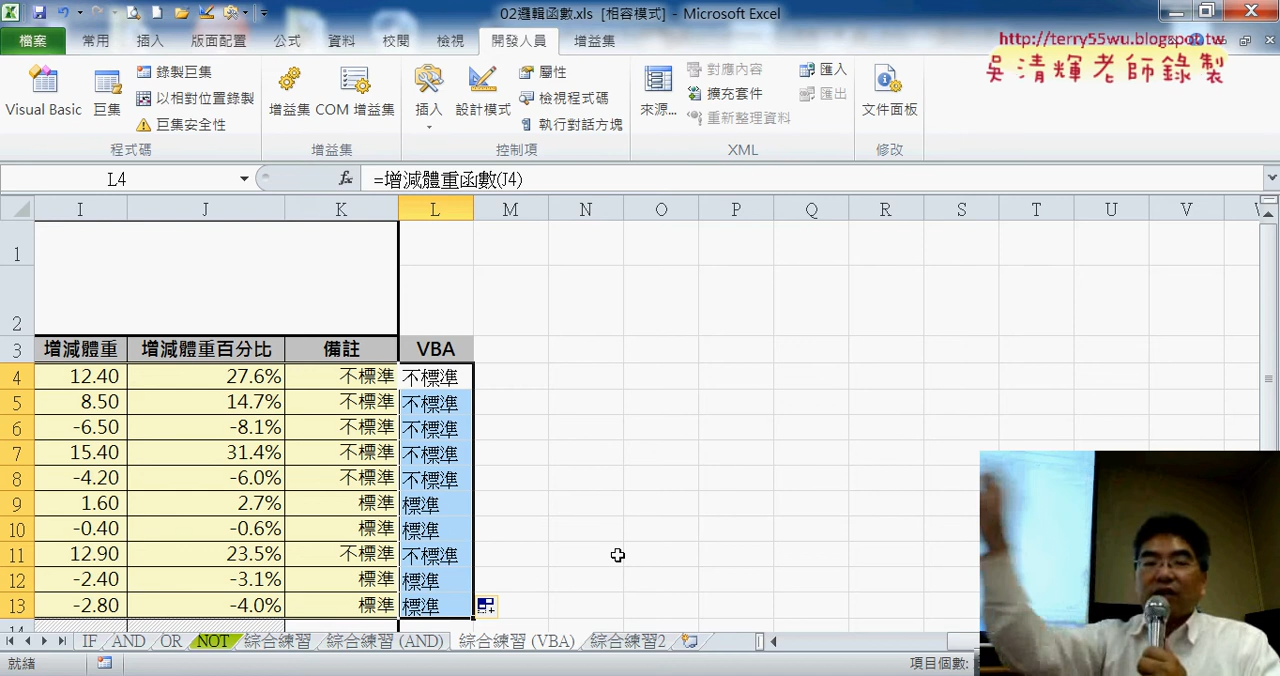 02邏輯函數.xls [相容模式] - Microsoft Excel
http://terry55wu.blogspot.tw
吳清輝老師錄製
檔案 常用 插入 版面配置 公式 資料 校閱 檢視 開發人員 增益集
Visual Basic 巨集 錄製巨集 以相對位置錄製 巨集安全性
增益集 COM 增益集
插入 設計模式 屬性 檢視程式碼 執行對話方塊
來源... 對應內容 擴充套件 重新整理資料 匯入 匯出
文件面板
程式碼 增益集 控制項 XML 修改
L4 fx =增減體重函數(J4)
I J K L M N O P Q R S T U V
1
2
3 增減體重 增減體重百分比 備註 VBA
4 12.40 27.6% 不標準 不標準
5 8.50 14.7% 不標準 不標準
6 -6.50 -8.1% 不標準 不標準
7 15.40 31.4% 不標準 不標準
8 -4.20 -6.0% 不標準 不標準
9 1.60 2.7% 標準 標準
10 -0.40 -0.6% 標準 標準
11 12.90 23.5% 不標準 不標準
12 -2.40 -3.1% 標準 標準
13 -2.80 -4.0% 標準 標準
IF AND OR NOT 綜合練習 綜合練習 (AND) 綜合練習 (VBA) 綜合練習2
就緒 項目個數: